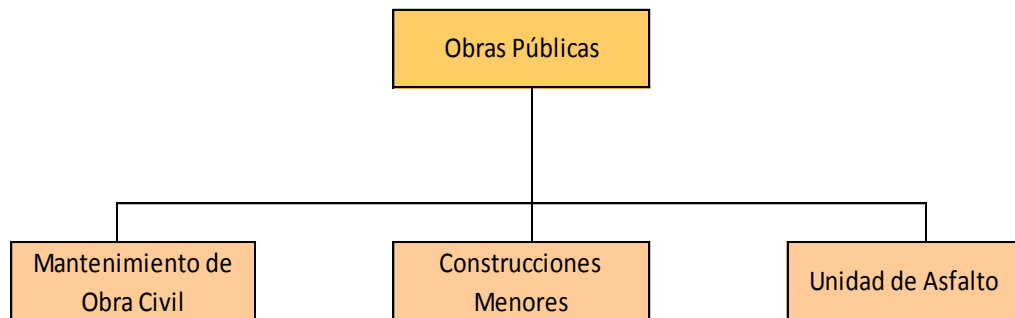 Obras Públicas
Mantenimiento de
Obra Civil
Construcciones
Menores
Unidad de Asfalto